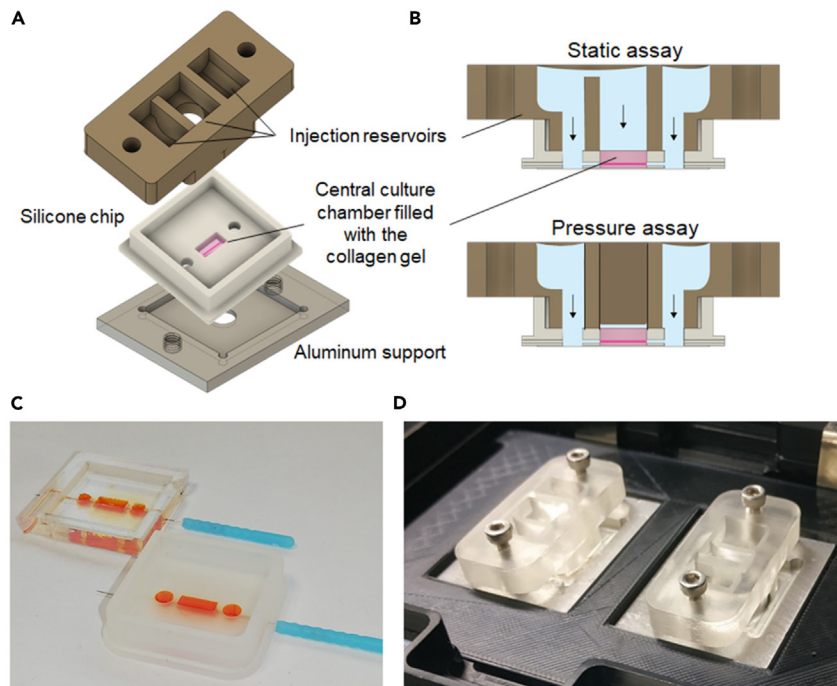 A
Injection reservoirs
Silicone chip
Central culture
chamber filled
with the
collagen gel
Aluminum support
B
Static assay
Pressure assay
C
D